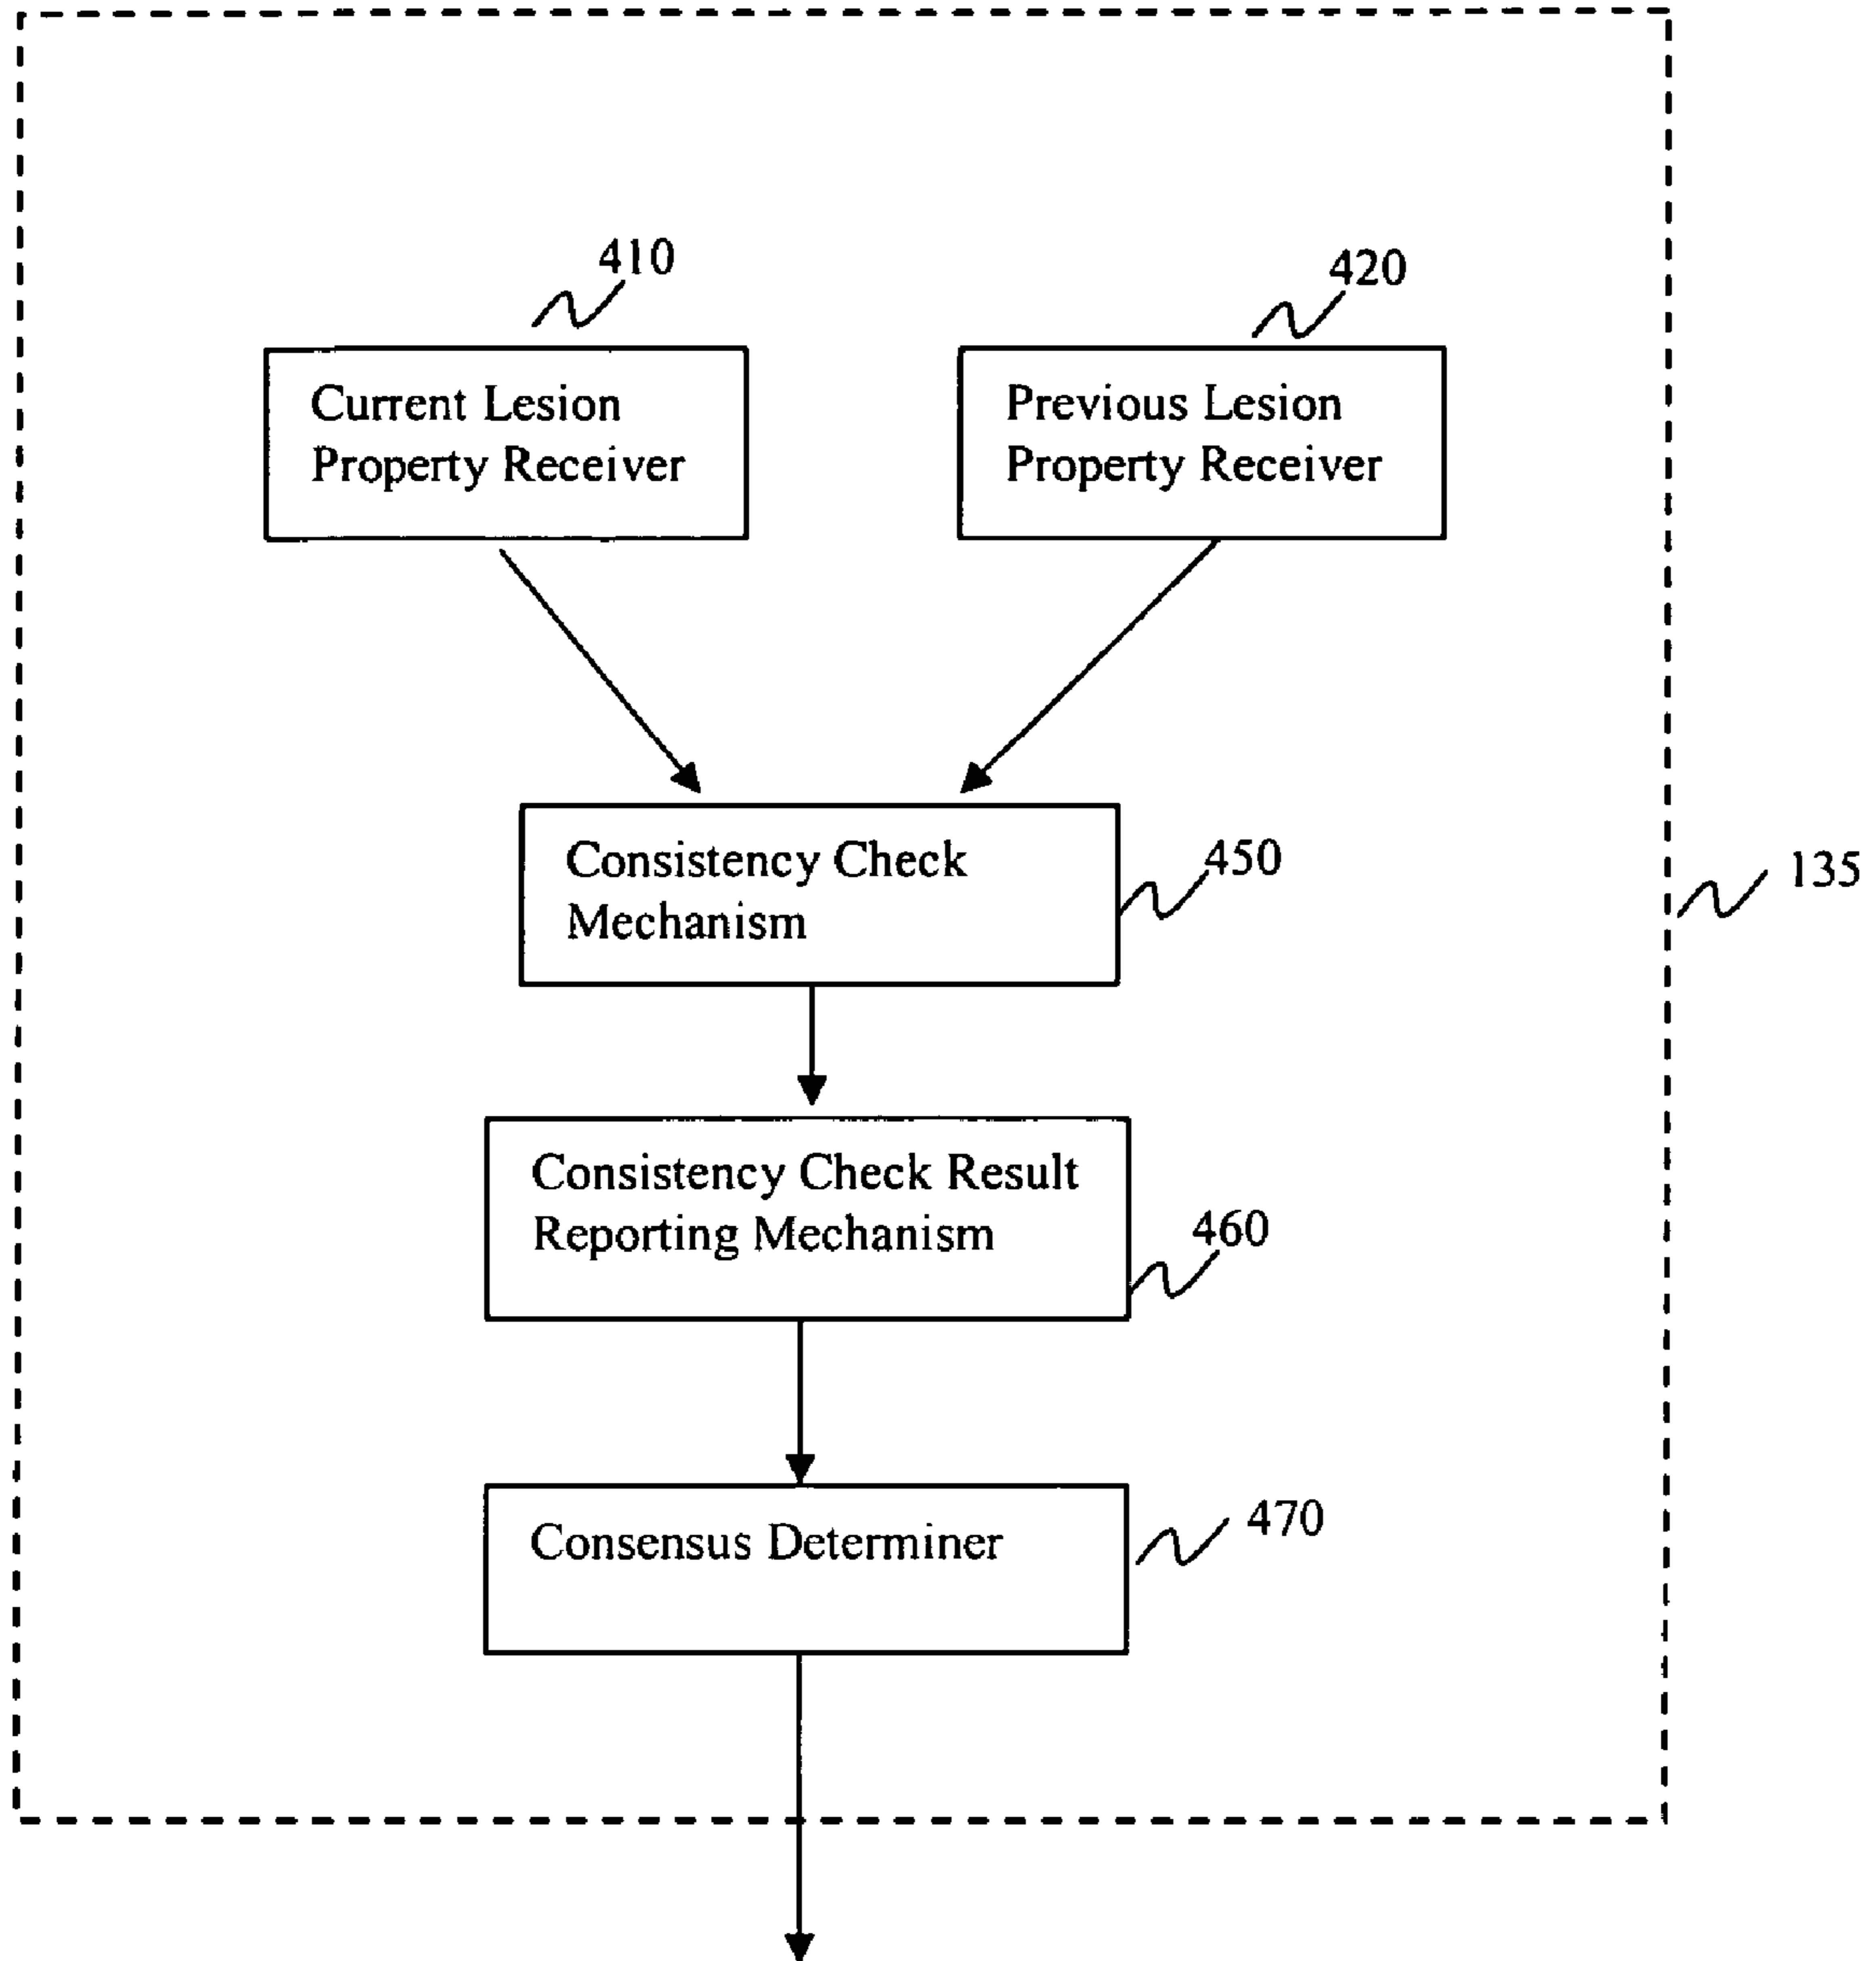 410
420
Current Lesion
Property Receiver
Previous Lesion
Property Receiver
Consistency Check
Mechanism
450
135
Consistency Check Result
Reporting Mechanism
460
Consensus Determiner
470